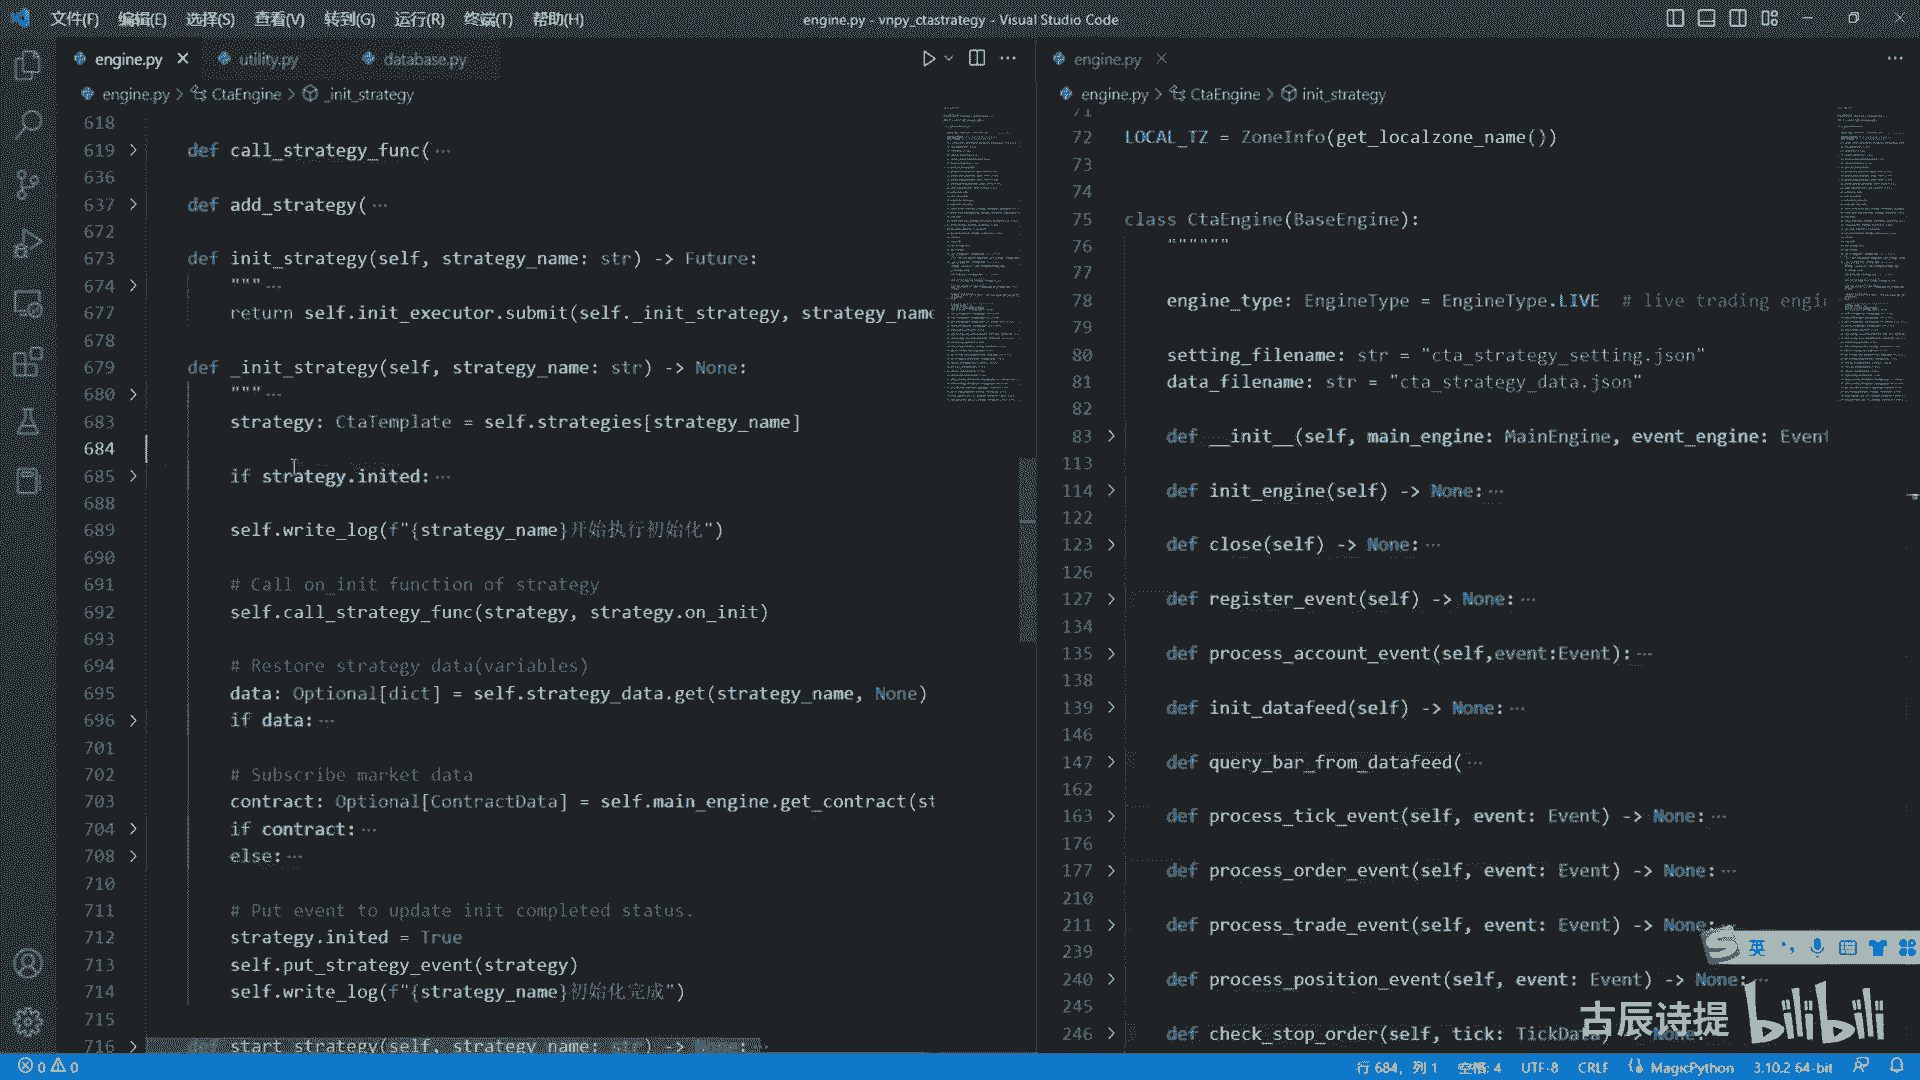 文件(F) 编辑(E) 选择(S) 查看(V) 转到(G) 运行(R) 终端(T) 帮助(H)
engine.py - vnpy_ctastrategy - Visual Studio Code
engine.py
utility.py
database.py
engine.py > CtaEngine > _init_strategy
618
619 def call_strategy_func( ···
636
637 def add_strategy( ···
672
673 def init_strategy(self, strategy_name: str) -> Future:
674 """ ···
677 return self.init_executor.submit(self._init_strategy, strategy_name
678
679 def _init_strategy(self, strategy_name: str) -> None:
680 """ ···
683 strategy: CtaTemplate = self.strategies[strategy_name]
684
685 if strategy.inited: ···
688
689 self.write_log(f"{strategy_name}开始执行初始化")
690
691 # Call on_init function of strategy
692 self.call_strategy_func(strategy, strategy.on_init)
693
694 # Restore strategy data(variables)
695 data: Optional[dict] = self.strategy_data.get(strategy_name, None)
696 if data: ···
701
702 # Subscribe market data
703 contract: Optional[ContractData] = self.main_engine.get_contract(st
704 if contract: ···
708 else: ···
710
711 # Put event to update init completed status.
712 strategy.inited = True
713 self.put_strategy_event(strategy)
714 self.write_log(f"{strategy_name}初始化完成")
715
716 def start_strategy(self, strategy_name: str) -> None: ···
engine.py
engine.py > CtaEngine > init_strategy
71
72 LOCAL_TZ = ZoneInfo(get_localzone_name())
73
74
75 class CtaEngine(BaseEngine):
76 """"""
77
78 engine_type: EngineType = EngineType.LIVE # live trading engi
79
80 setting_filename: str = "cta_strategy_setting.json"
81 data_filename: str = "cta_strategy_data.json"
82
83 def __init__(self, main_engine: MainEngine, event_engine: Event
113
114 def init_engine(self) -> None: ···
122
123 def close(self) -> None: ···
126
127 def register_event(self) -> None: ···
134
135 def process_account_event(self,event:Event): ···
138
139 def init_datafeed(self) -> None: ···
146
147 def query_bar_from_datafeed( ···
162
163 def process_tick_event(self, event: Event) -> None: ···
176
177 def process_order_event(self, event: Event) -> None: ···
210
211 def process_trade_event(self, event: Event) -> None: ···
239
240 def process_position_event(self, event: Event) -> None: ···
245
246 def check_stop_order(self, tick: TickData) -> None: ···
英
古辰诗提 bilibili
0 0
行 684, 列 1 空格: 4 UTF-8 CRLF MagicPython 3.10.2 64-bit